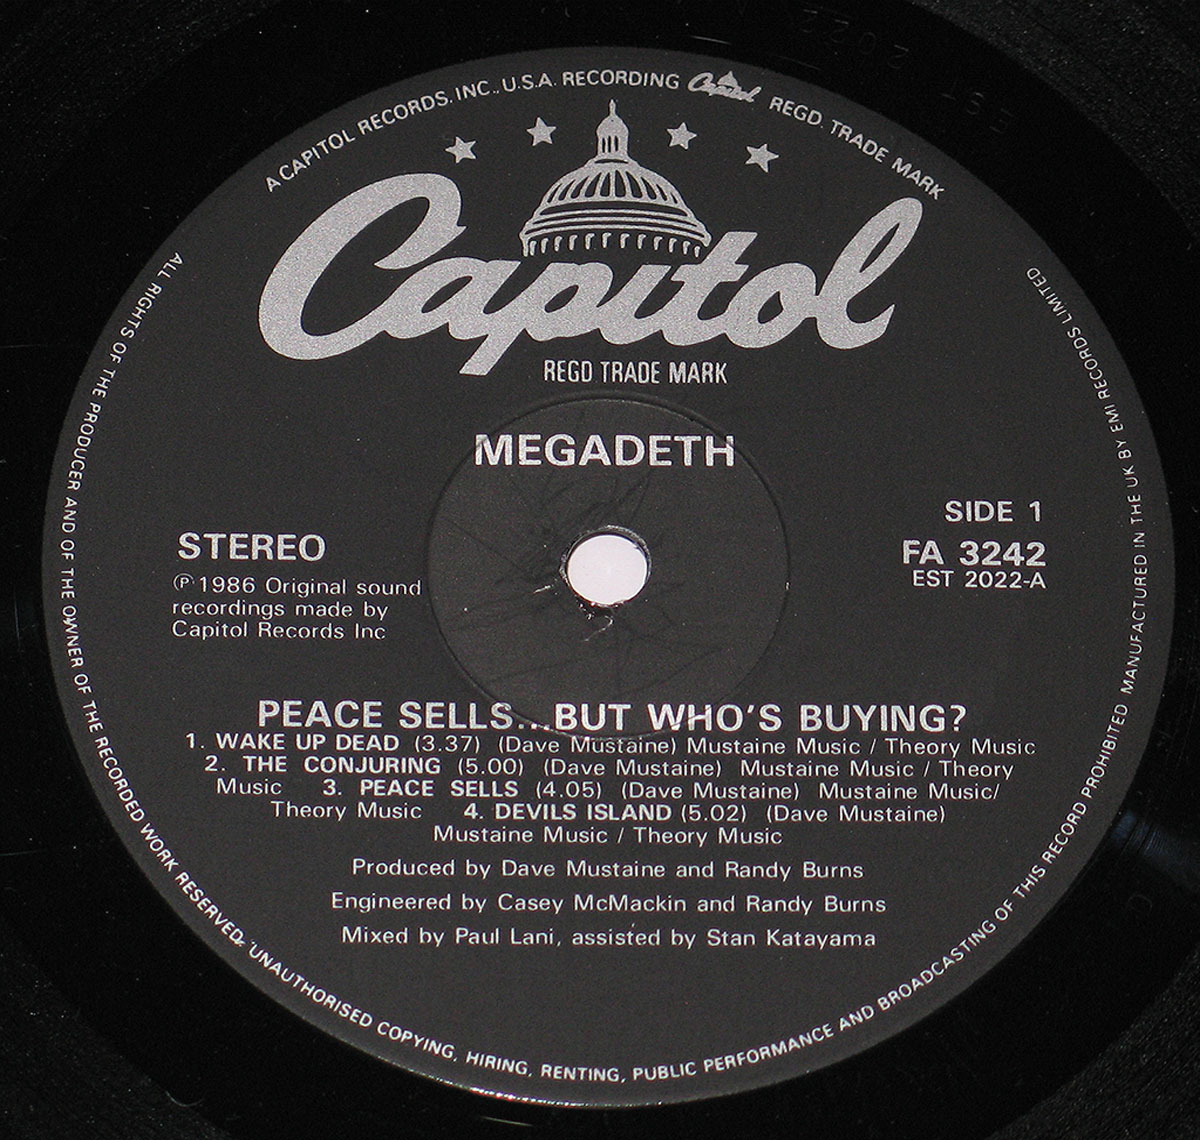 A CAPITOL RECORDS. INC., U.S.A. RECORDING Capitol REGD. TRADE MARK
Capitol
REGD TRADE MARK
MEGADETH
SIDE 1
STEREO
FA 3242
EST 2022-A
℗ 1986 Original sound
recordings made by
Capitol Records Inc
PEACE SELLS...BUT WHO'S BUYING?
1. WAKE UP DEAD (3.37) (Dave Mustaine) Mustaine Music / Theory Music
2. THE CONJURING (5.00) (Dave Mustaine) Mustaine Music / Theory
Music 3. PEACE SELLS (4.05) (Dave Mustaine) Mustaine Music/
Theory Music 4. DEVILS ISLAND (5.02) (Dave Mustaine)
Mustaine Music / Theory Music
Produced by Dave Mustaine and Randy Burns
Engineered by Casey McMackin and Randy Burns
Mixed by Paul Lani, assisted by Stan Katayama
ALL RIGHTS OF THE PRODUCER AND OF THE OWNER OF THE RECORDED WORK RESERVED. UNAUTHORISED COPYING, HIRING, RENTING, PUBLIC PERFORMANCE AND BROADCASTING OF THIS RECORD PROHIBITED MANUFACTURED IN THE UK BY EMI RECORDS LIMITED